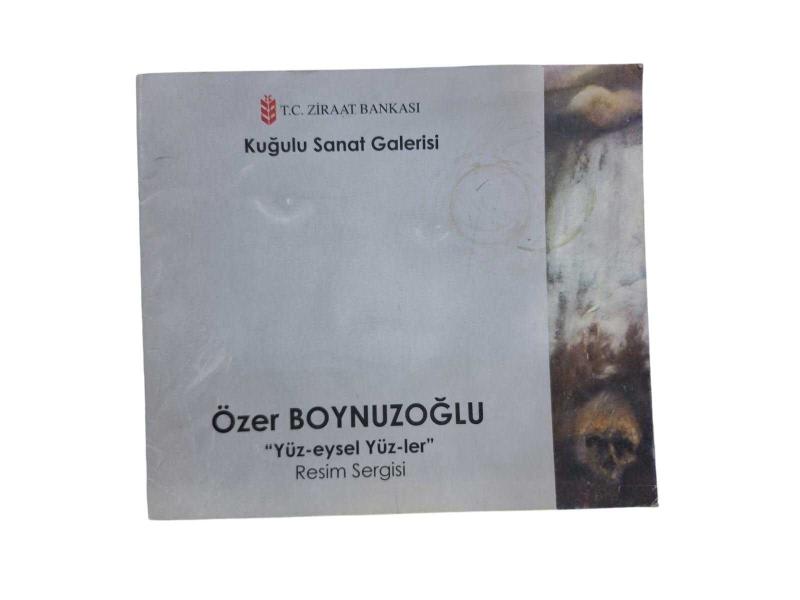 T.C. ZİRAAT BANKASI
Kuğulu Sanat Galerisi
Özer BOYNUZOĞLU
“Yüz-eysel Yüz-ler”
Resim Sergisi